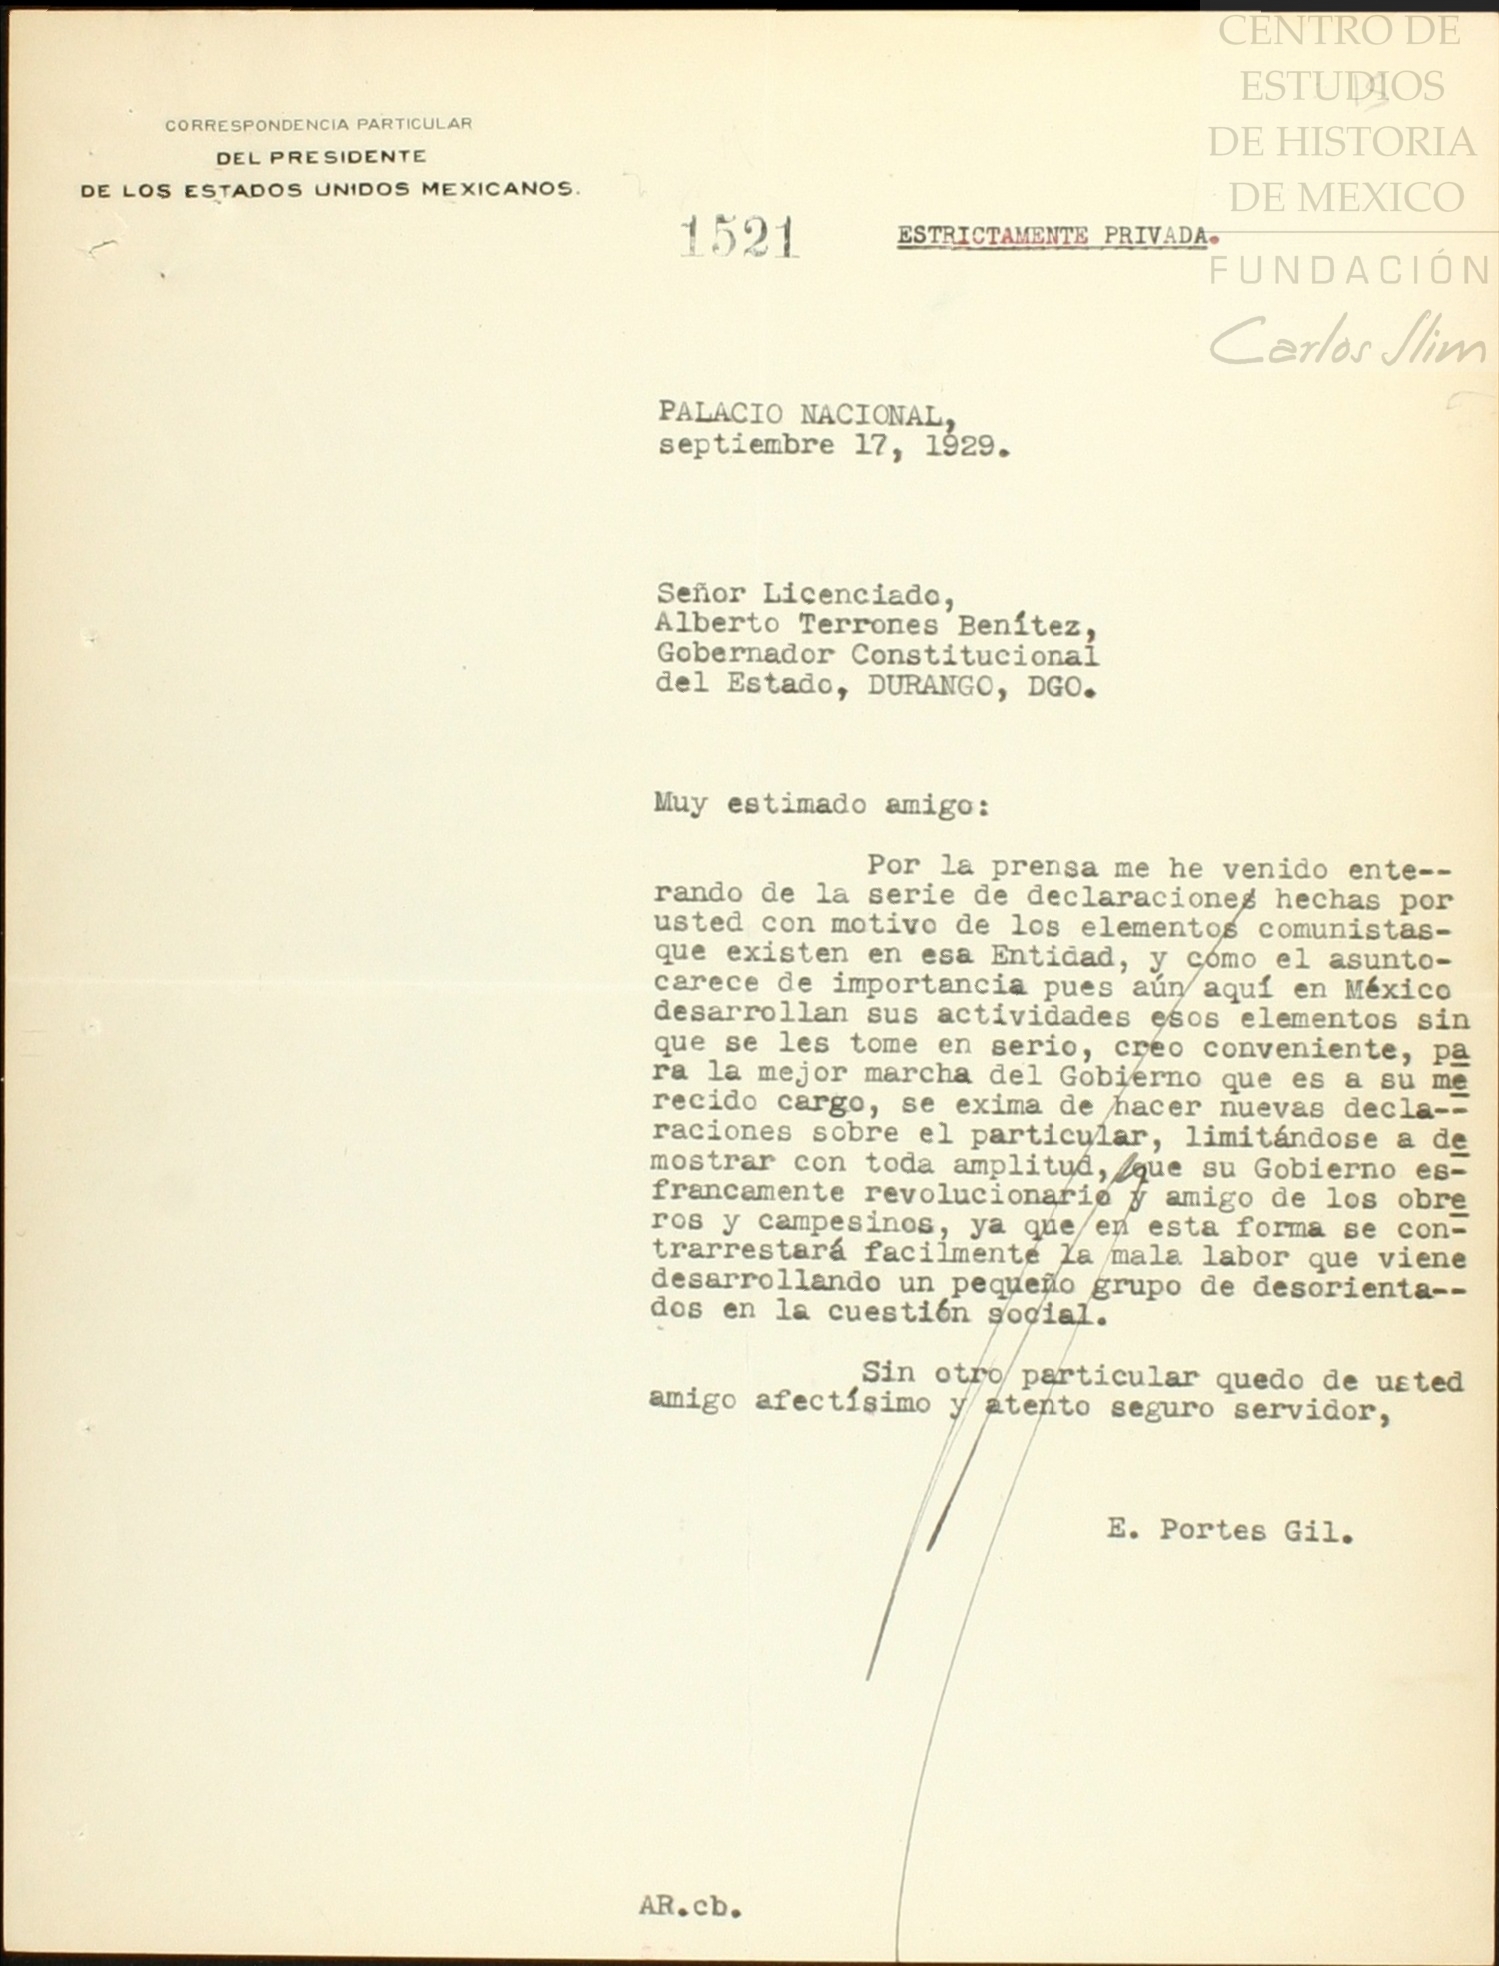 CENTRO DE
ESTUDIOS
DE HISTORIA
DE MEXICO
FUNDACIÓN
Carlos Slim
CORRESPONDENCIA PARTICULAR
DEL PRESIDENTE
DE LOS ESTADOS UNIDOS MEXICANOS.
1521
ESTRICTAMENTE PRIVADA.
PALACIO NACIONAL,
septiembre 17, 1929.
Señor Licenciado,
Alberto Terrones Benítez,
Gobernador Constitucional
del Estado, DURANGO, DGO.
Muy estimado amigo:
Por la prensa me he venido ente--
rando de la serie de declaraciones hechas por
usted con motivo de los elementos comunistas-
que existen en esa Entidad, y cómo el asunto-
carece de importancia pues aún aquí en México
desarrollan sus actividades esos elementos sin
que se les tome en serio, creo conveniente, pa
ra la mejor marcha del Gobierno que es a su me
recido cargo, se exima de hacer nuevas decla--
raciones sobre el particular, limitándose a de
mostrar con toda amplitud, que su Gobierno es-
francamente revolucionario y amigo de los obre
ros y campesinos, ya que en esta forma se con-
trarrestará facilmente la mala labor que viene
desarrollando un pequeño grupo de desorienta--
dos en la cuestión social.
Sin otro particular quedo de usted
amigo afectísimo y atento seguro servidor,
E. Portes Gil.
AR.cb.